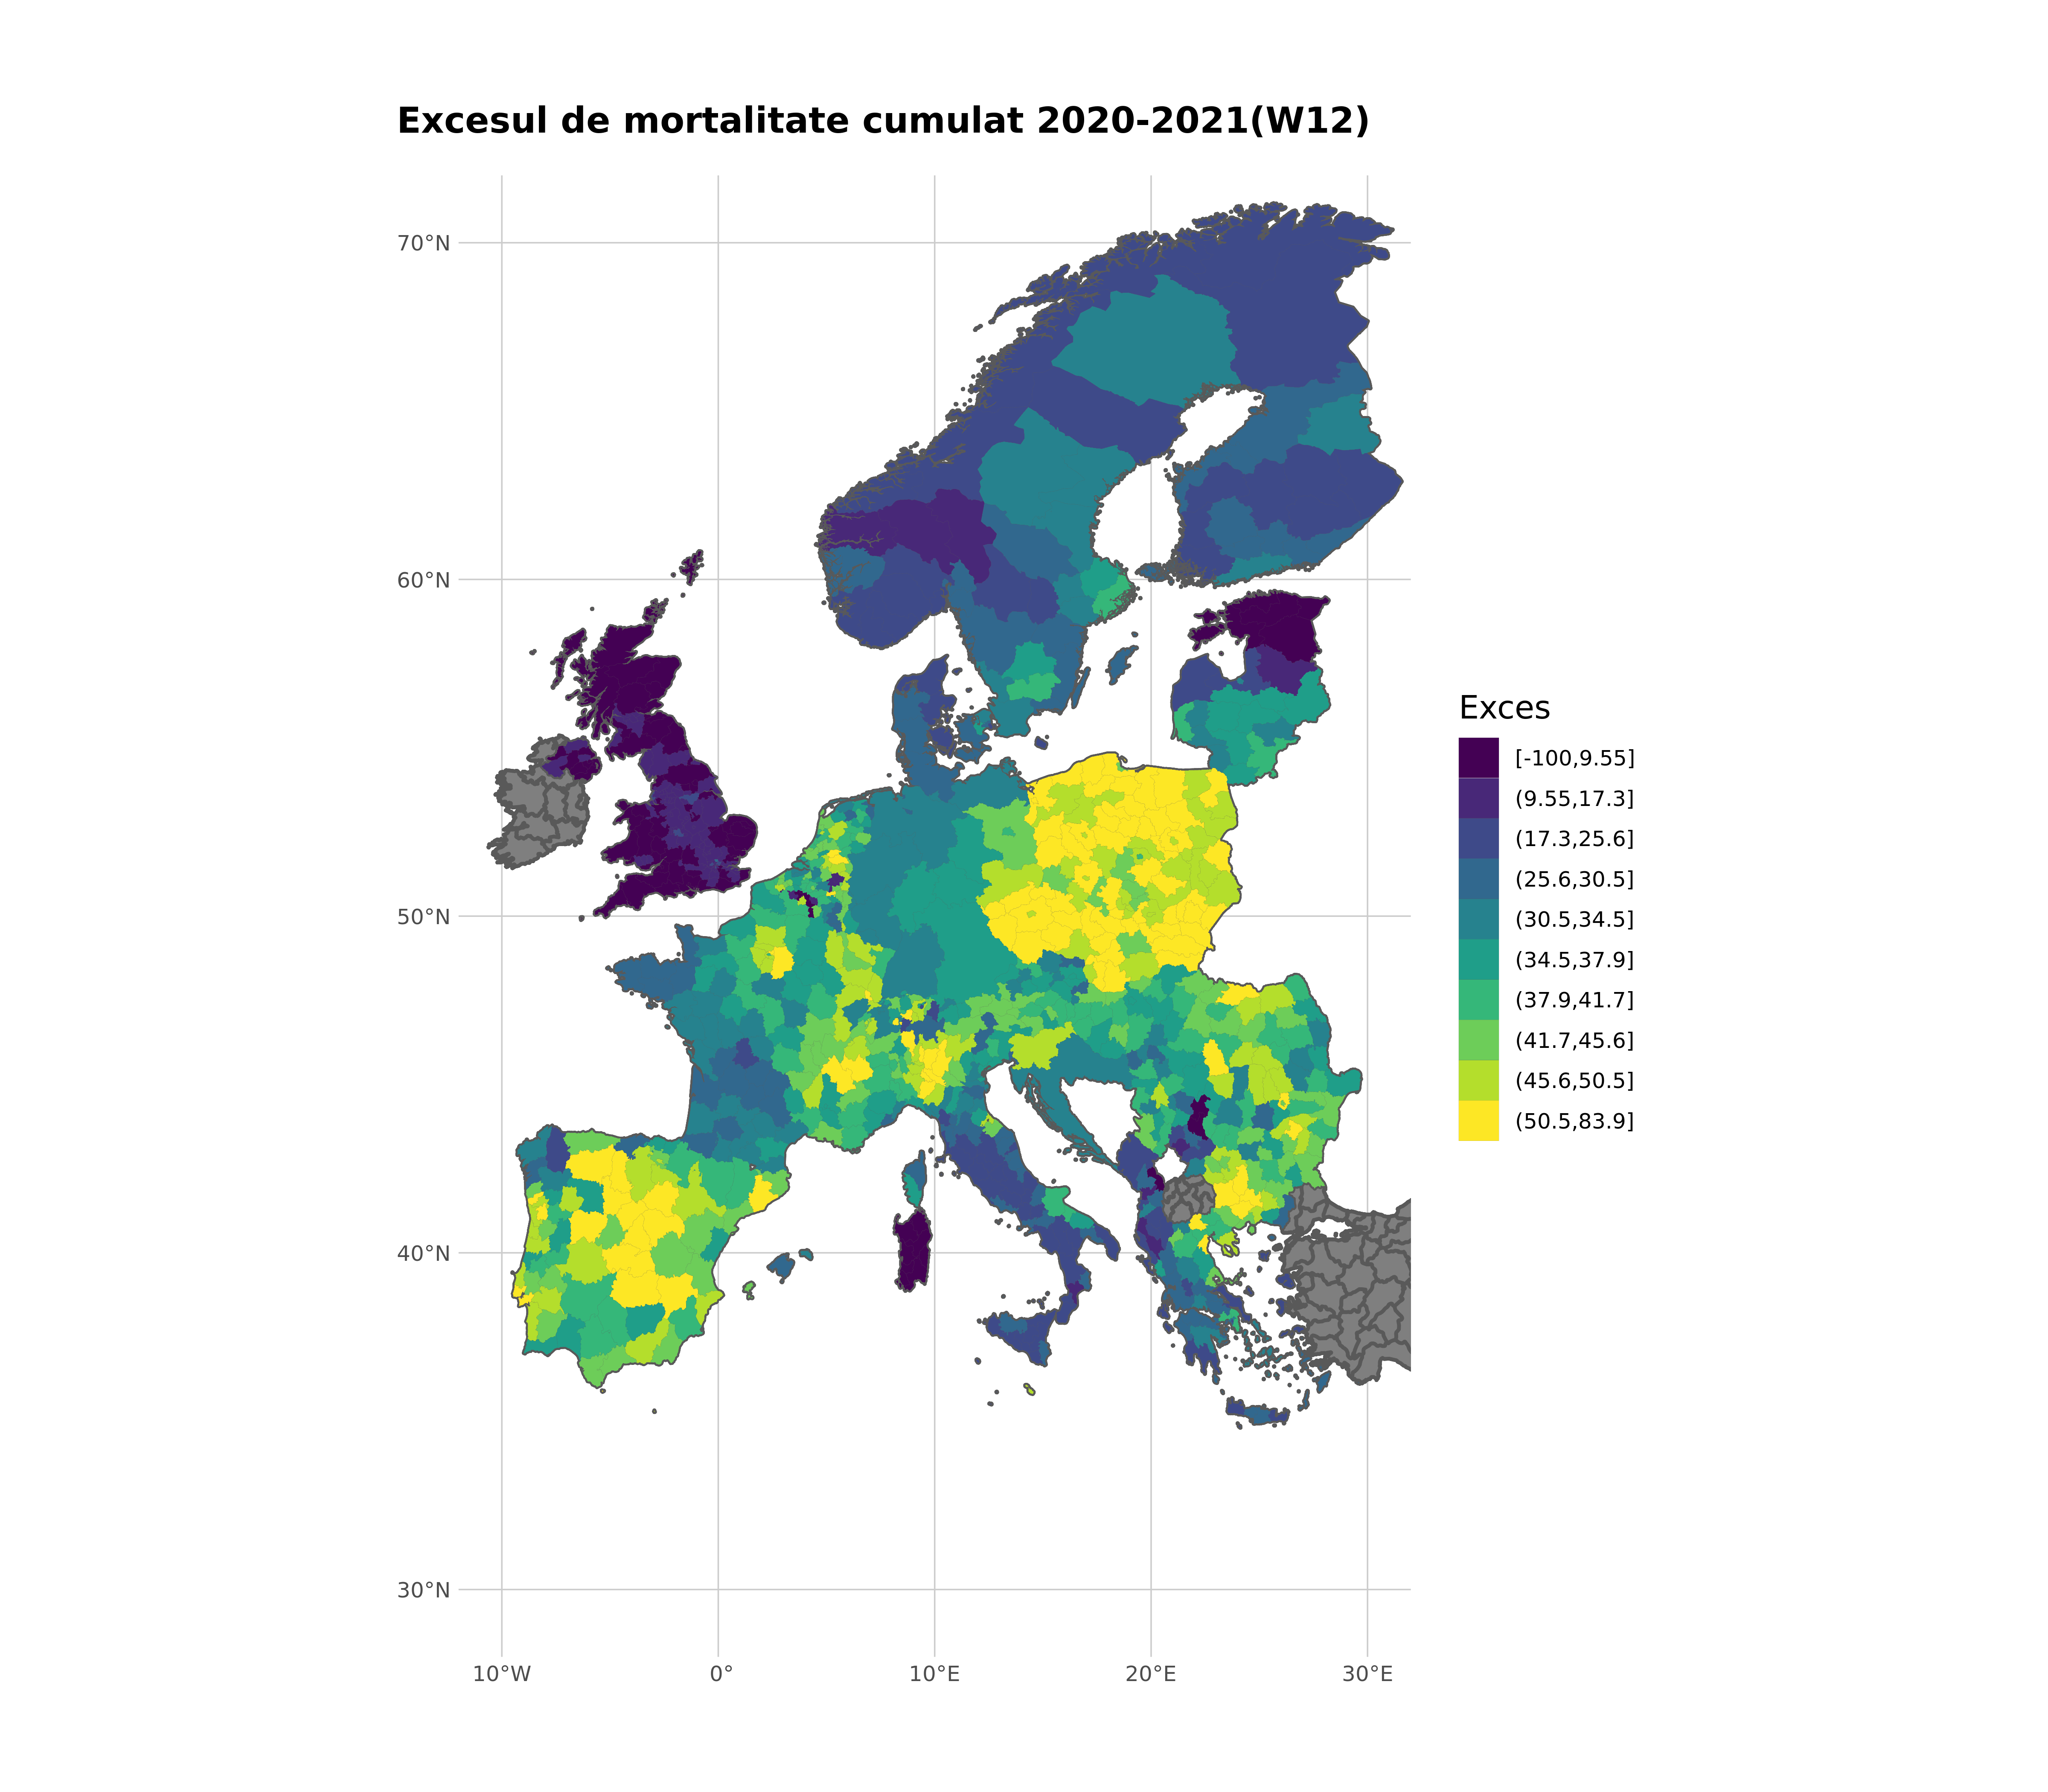 Excesul de mortalitate cumulat 2020-2021(W12)
70°N
60°N
50°N
40°N
30°N
10°W 0° 10°E 20°E 30°E
Exces
[-100,9.55]
(9.55,17.3]
(17.3,25.6]
(25.6,30.5]
(30.5,34.5]
(34.5,37.9]
(37.9,41.7]
(41.7,45.6]
(45.6,50.5]
(50.5,83.9]